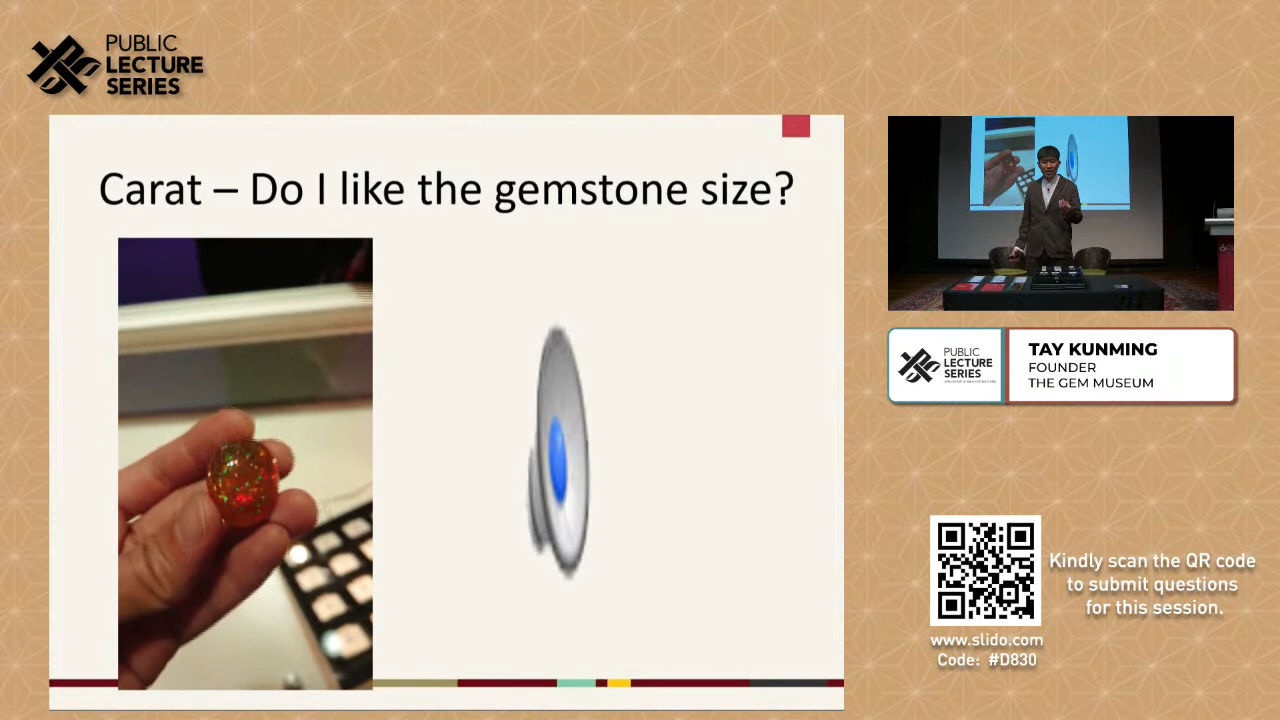 PUBLIC
LECTURE
SERIES
Carat – Do I like the gemstone size?
PUBLIC
LECTURE
SERIES
TAY KUNMING
FOUNDER
THE GEM MUSEUM
Kindly scan the QR code
to submit questions
for this session.
www.slido.com
Code: #D830